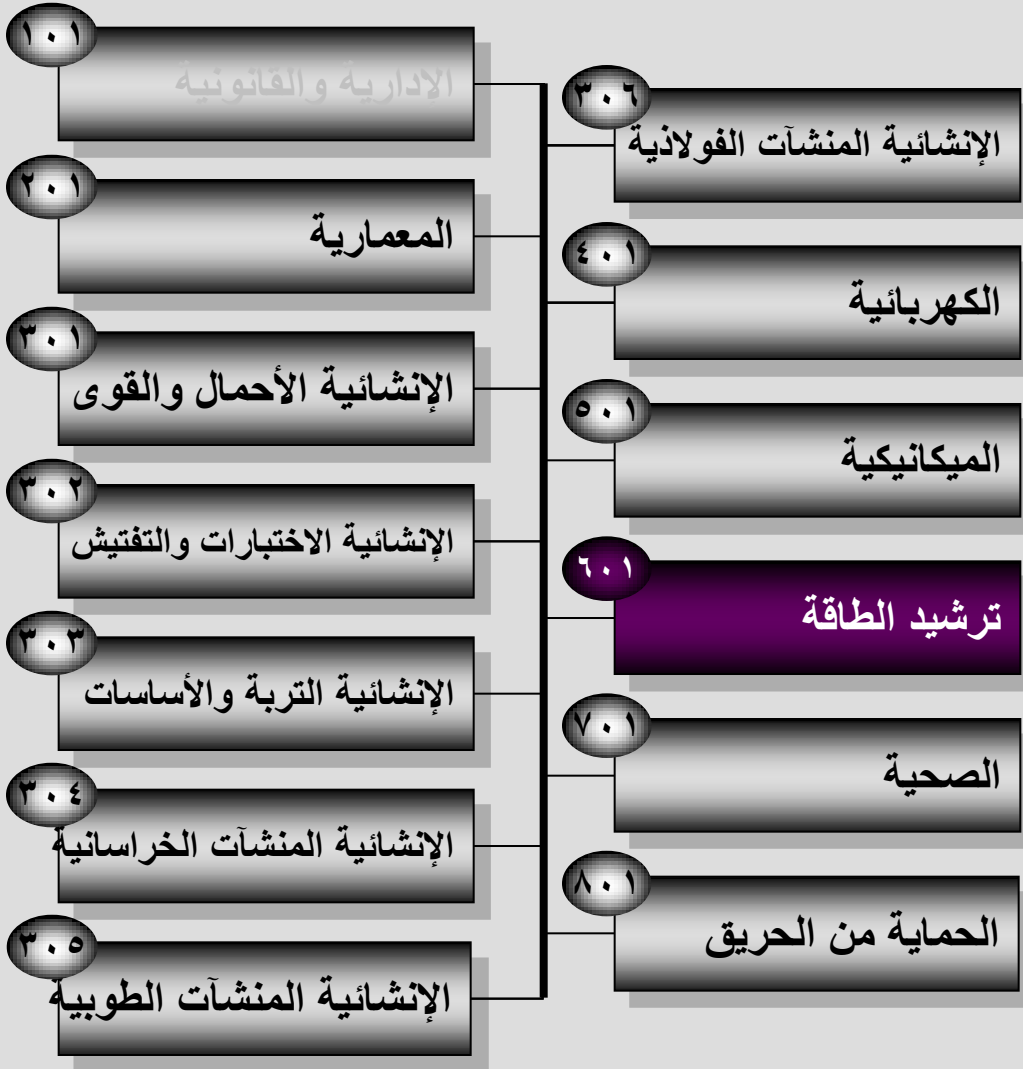 ١٠١
الادارية والقانونية
٢٠١
المعمارية
٣٠١
الإنشائية الأحمال والقوى
٣٠٢
الإنشائية الاختبارات والتفتيش
٣٠٣
الإنشائية التربة والأساسات
٣٠٤
الإنشائية المنشآت الخراسانية
٣٠٥
الإنشائية المنشآت الطوبية
٣٠٦
الإنشائية المنشآت الفولاذية
٤٠١
الكهربائية
٥٠١
الميكانيكية
٦٠١
ترشيد الطاقة
٧٠١
الصحية
٨٠١
الحماية من الحريق